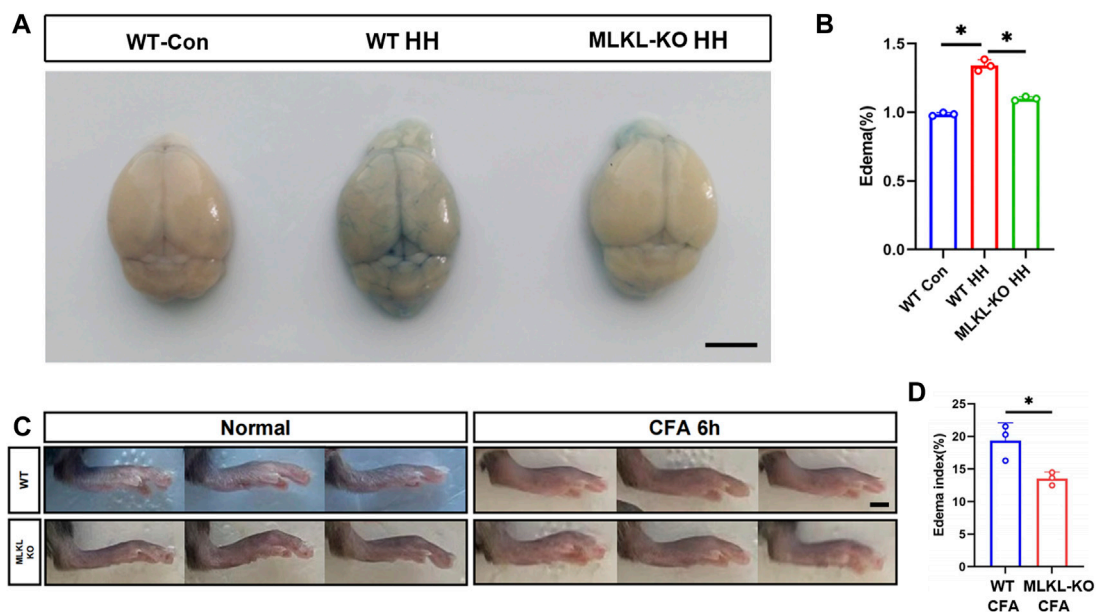 A
WT-Con WT HH MLKL-KO HH
B
Edema(%)
1.5
1.0
0.5
0.0
* *
WT Con
WT HH
MLKL-KO HH
C
Normal CFA 6h
WT
MLKL
KO
D
Edema index(%)
25
20
15
10
5
0
*
WT MLKL-KO
CFA CFA